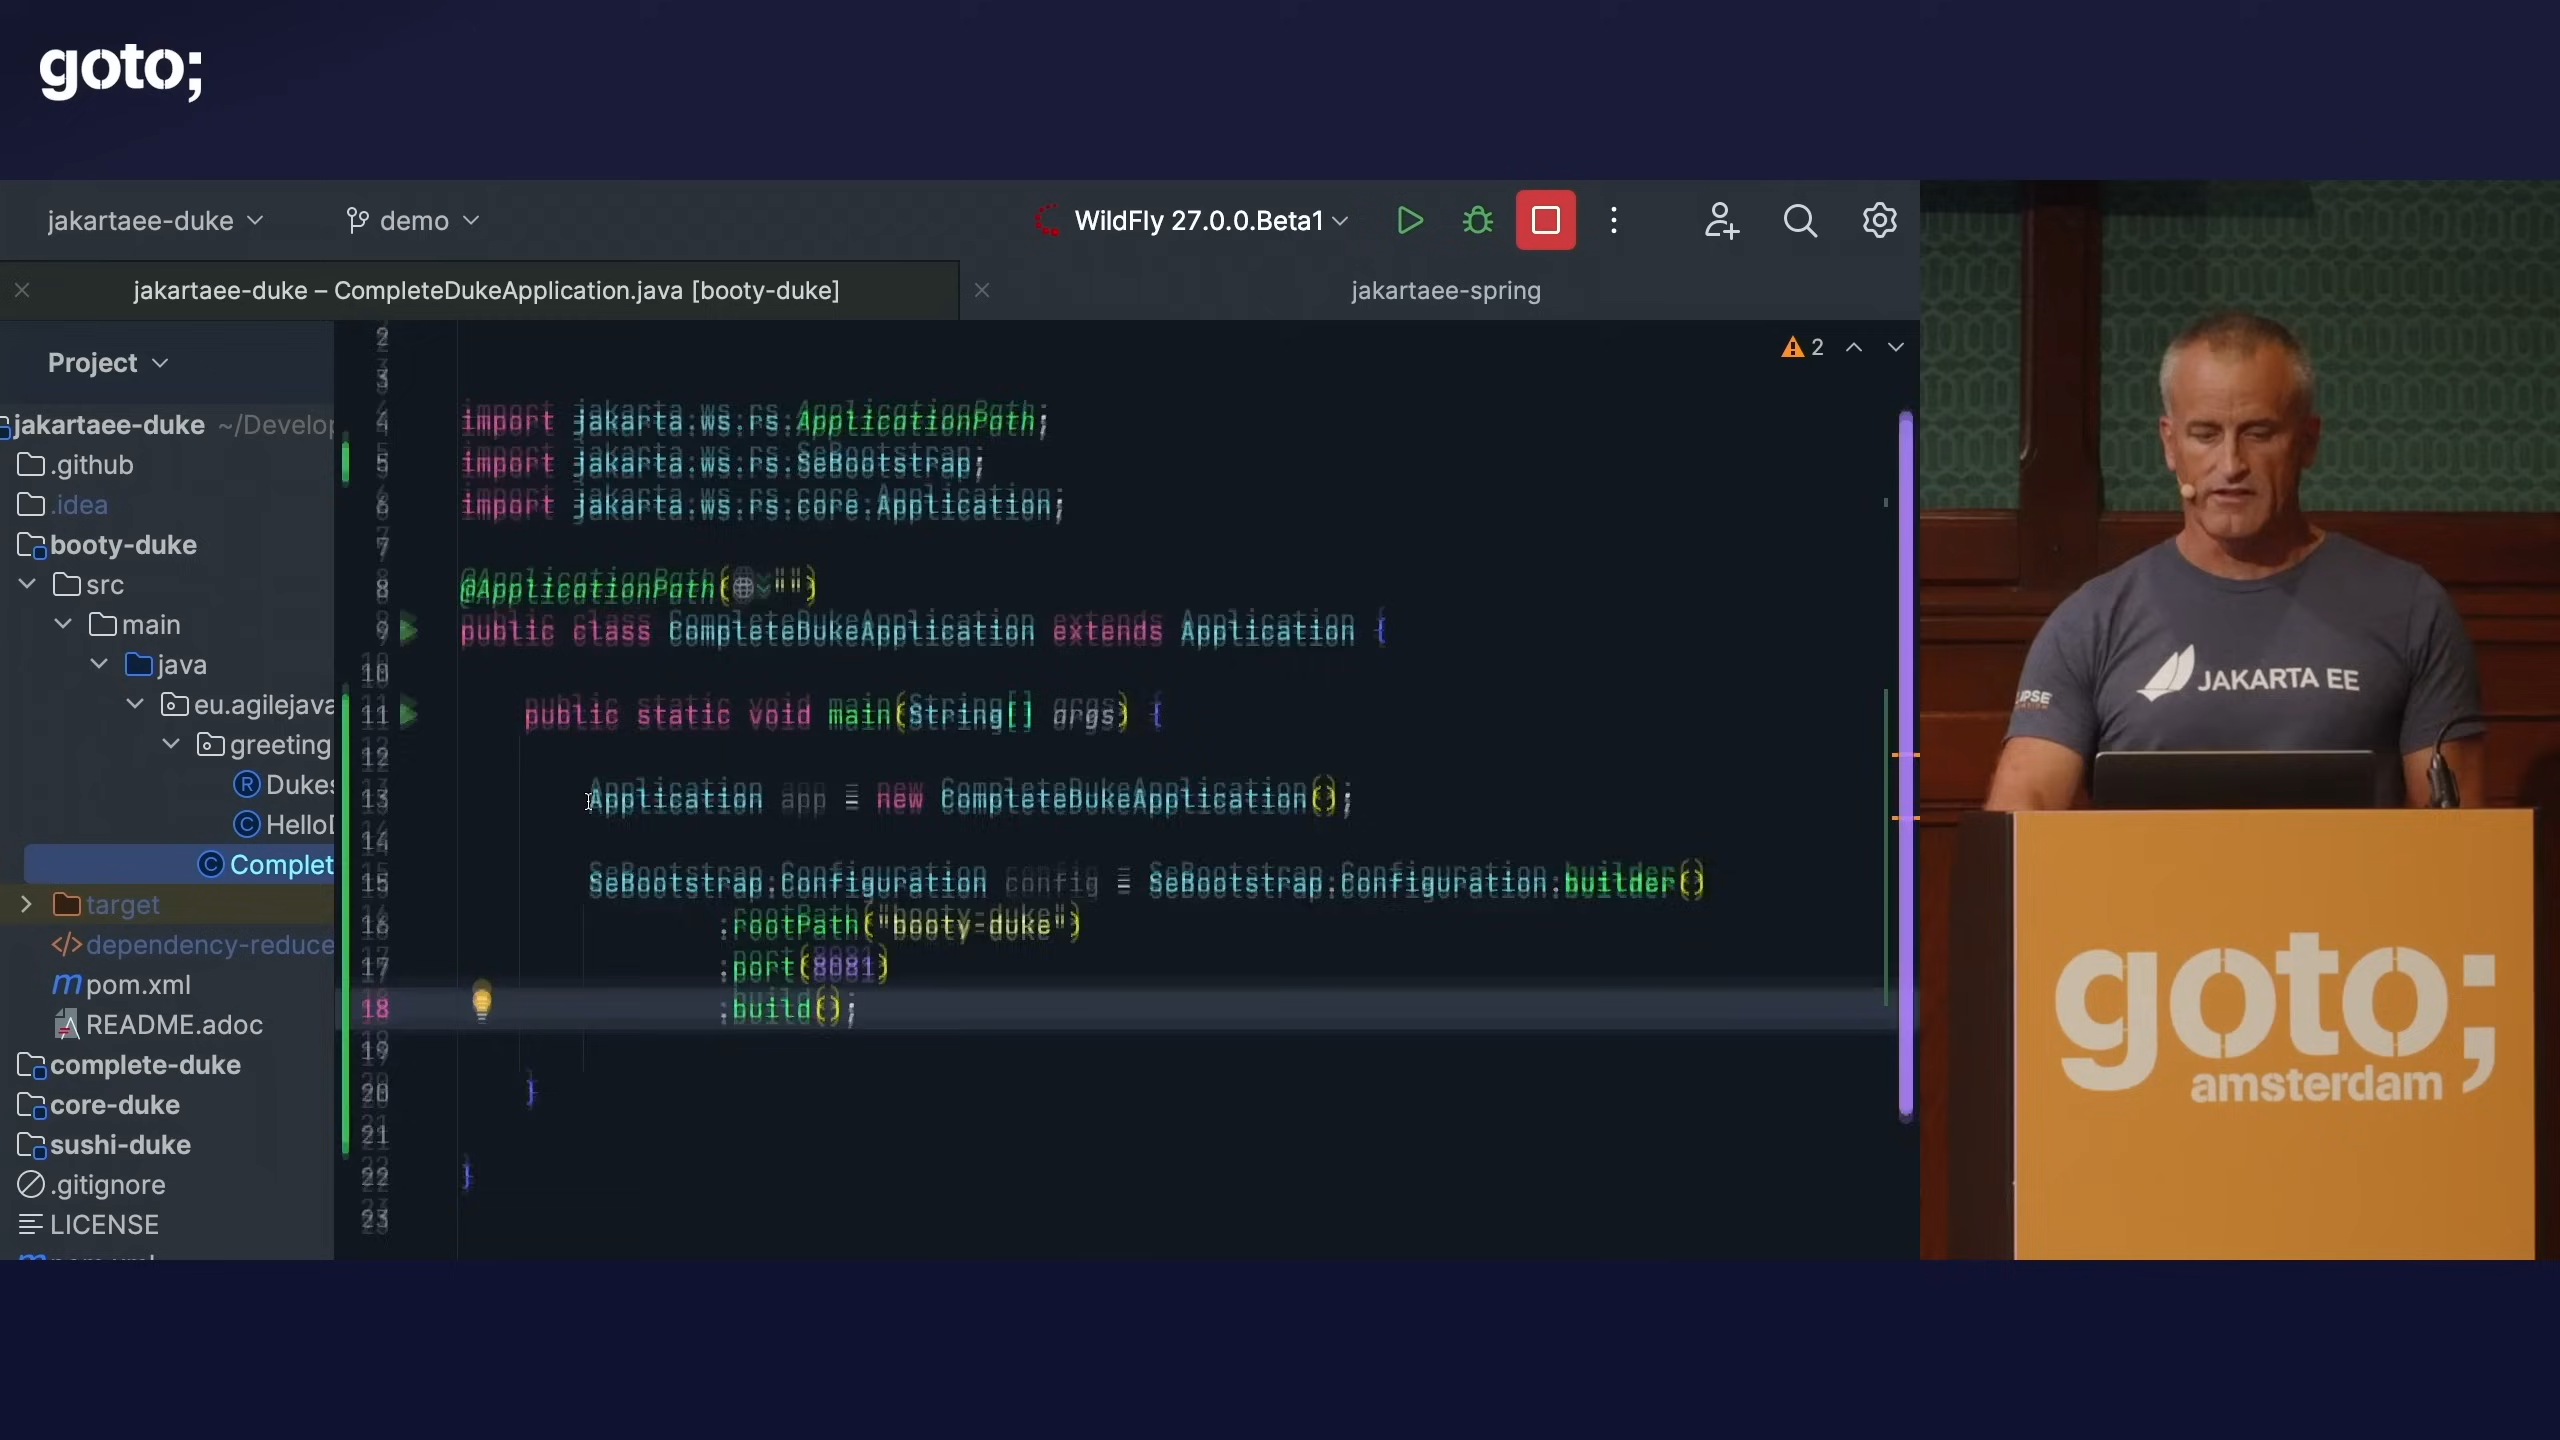 goto;
jakartaee-duke
demo
WildFly 27.0.0.Beta1
jakartaee-duke – CompleteDukeApplication.java [booty-duke]
jakartaee-spring
Project
jakartaee-duke ~/Develop
.github
.idea
booty-duke
src
main
java
eu.agilejava
greeting
Dukes
HelloD
Complet
target
dependency-reduce
pom.xml
README.adoc
complete-duke
core-duke
sushi-duke
.gitignore
LICENSE
2
2
3
4 import jakarta.ws.rs.ApplicationPath;
5 import jakarta.ws.rs.SeBootstrap;
6 import jakarta.ws.rs.core.Application;
7
8 @ApplicationPath("")
9 public class CompleteDukeApplication extends Application {
10
11 public static void main(String[] args) {
12
13 Application app = new CompleteDukeApplication();
14
15 SeBootstrap.Configuration config = SeBootstrap.Configuration.builder()
16 .rootPath("booty-duke")
17 .port(8081)
18 .build();
19
20 }
21
22 }
23
JAKARTA EE
goto;
amsterdam